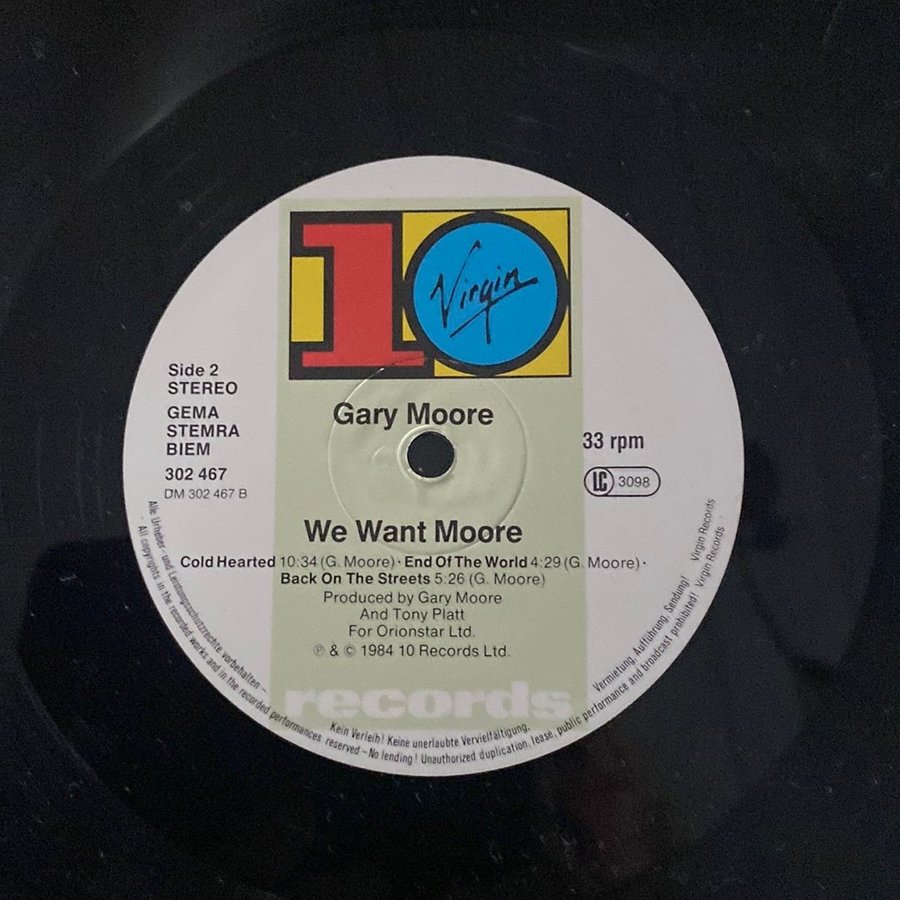 10
Virgin
Side 2
STEREO
GEMA
STEMRA
BIEM
302 467
DM 302 467 B
Gary Moore
33 rpm
LC 3098
We Want Moore
Cold Hearted 10:34 (G. Moore) · End Of The World 4:29 (G. Moore) ·
Back On The Streets 5:26 (G. Moore)
Produced by Gary Moore
And Tony Platt
For Orionstar Ltd.
℗ & © 1984 10 Records Ltd.
records
Alle Urheber- und Leistungsschutzrechte vorbehalten – Kein Verleih! Keine unerlaubte Vervielfältigung, Vermietung, Aufführung, Sendung! Virgin Records
· All copyrights in the recorded works and in the recorded performances reserved – No lending! Unauthorized duplication, lease, public performance and broadcast prohibited! Virgin Records ·